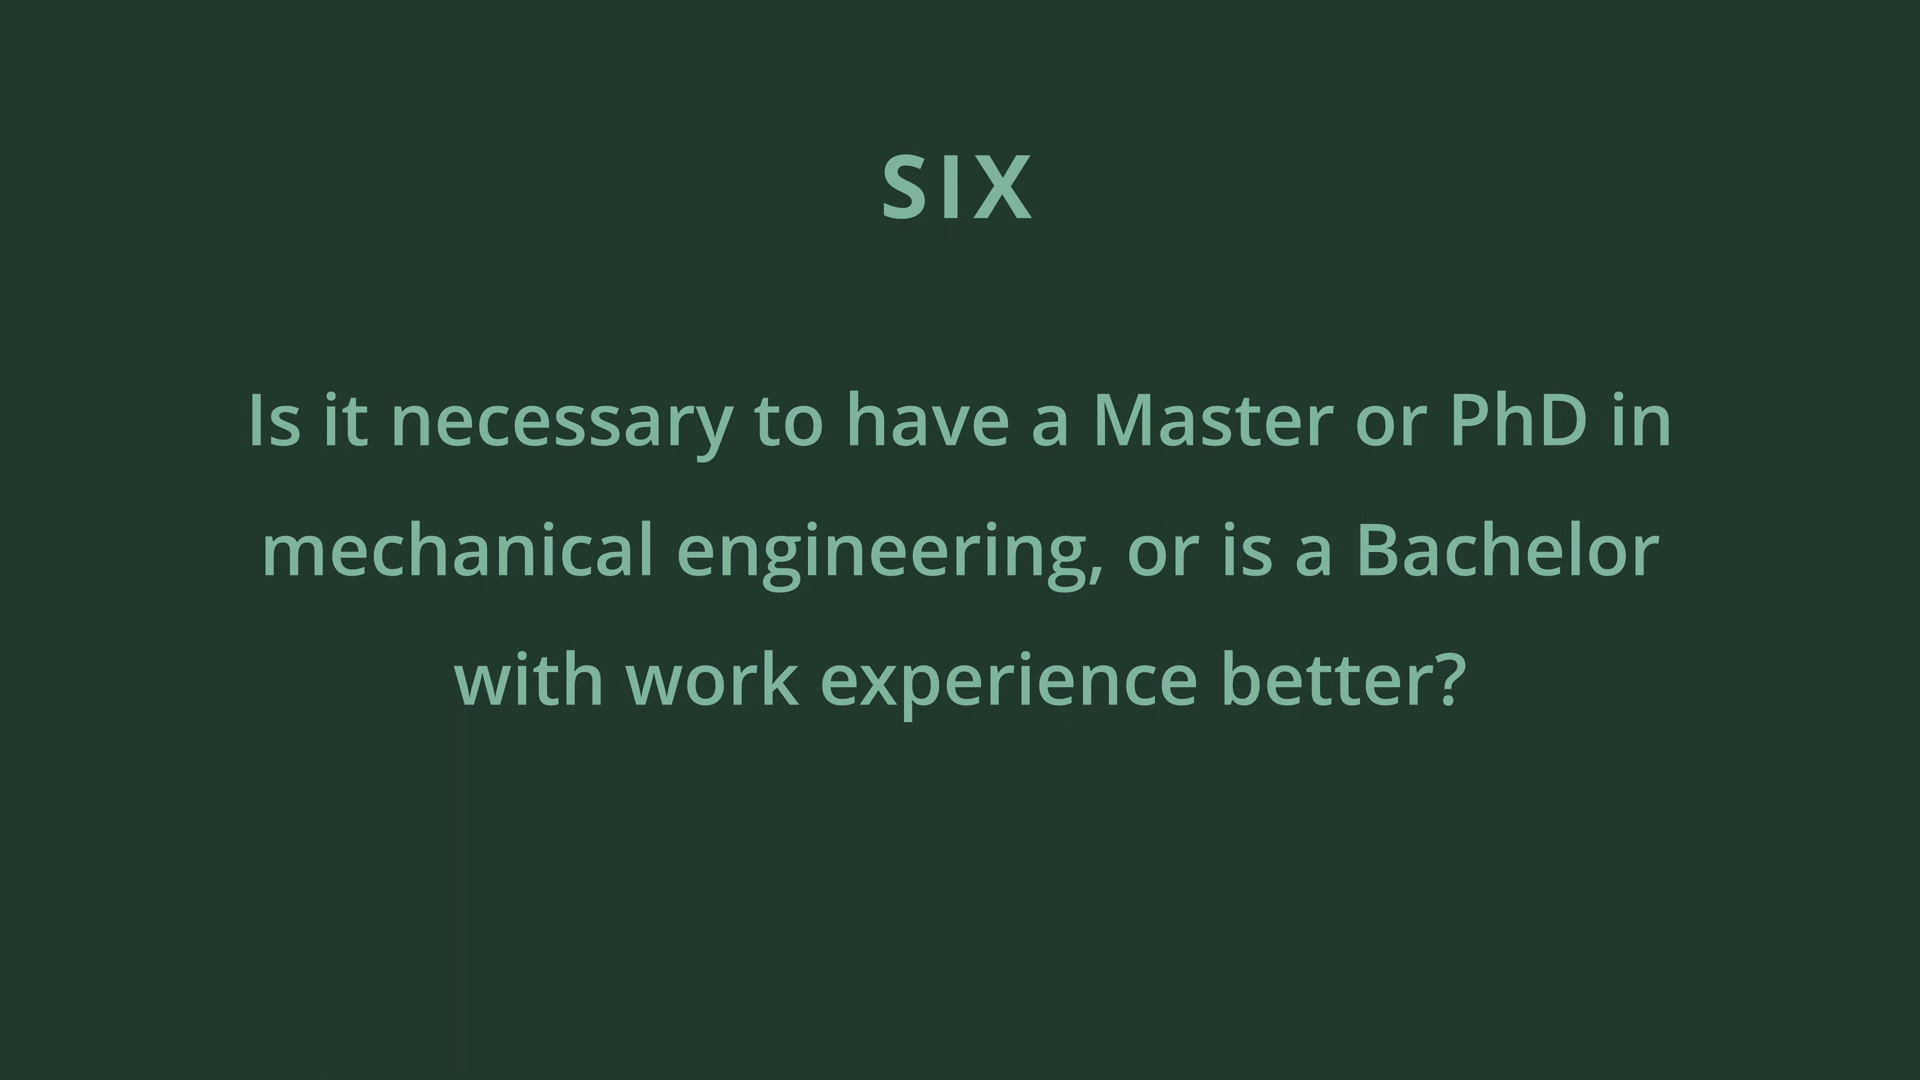 SIX
Is it necessary to have a Master or PhD in
mechanical engineering, or is a Bachelor
with work experience better?